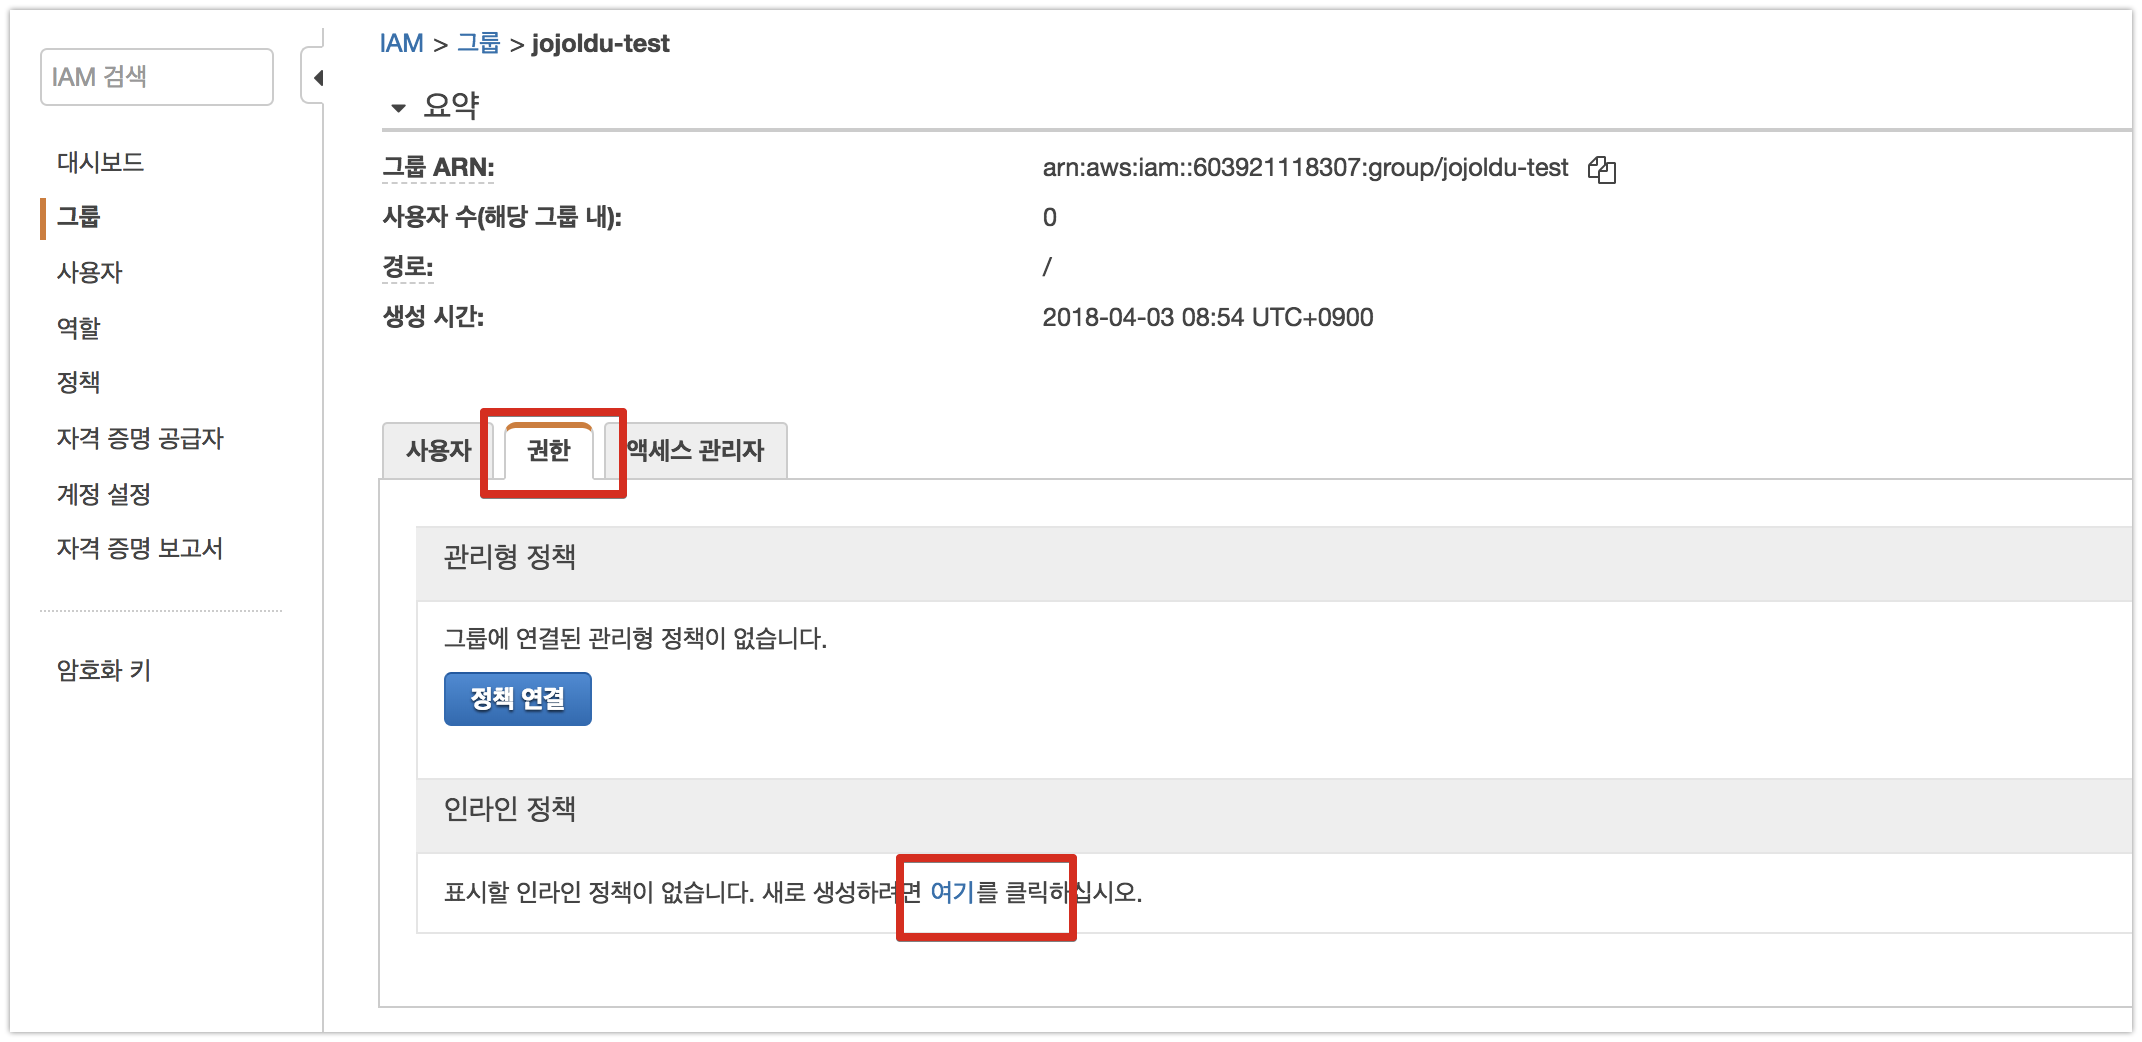 IAM 검색
대시보드
그룹
사용자
역할
정책
자격 증명 공급자
계정 설정
자격 증명 보고서
암호화 키
IAM > 그룹 > jojoldu-test
요약
그룹 ARN: arn:aws:iam::603921118307:group/jojoldu-test
사용자 수(해당 그룹 내): 0
경로: /
생성 시간: 2018-04-03 08:54 UTC+0900
사용자 권한 액세스 관리자
관리형 정책
그룹에 연결된 관리형 정책이 없습니다.
정책 연결
인라인 정책
표시할 인라인 정책이 없습니다. 새로 생성하려면 여기를 클릭하십시오.